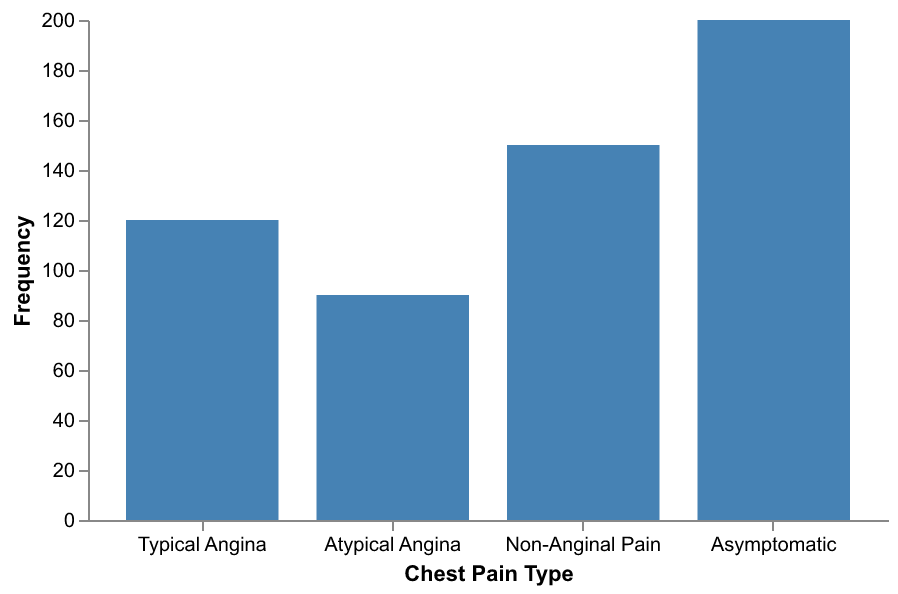 200
180
160
140
120
100
80
60
40
20
0
Frequency
Typical Angina
Atypical Angina
Non-Anginal Pain
Asymptomatic
Chest Pain Type